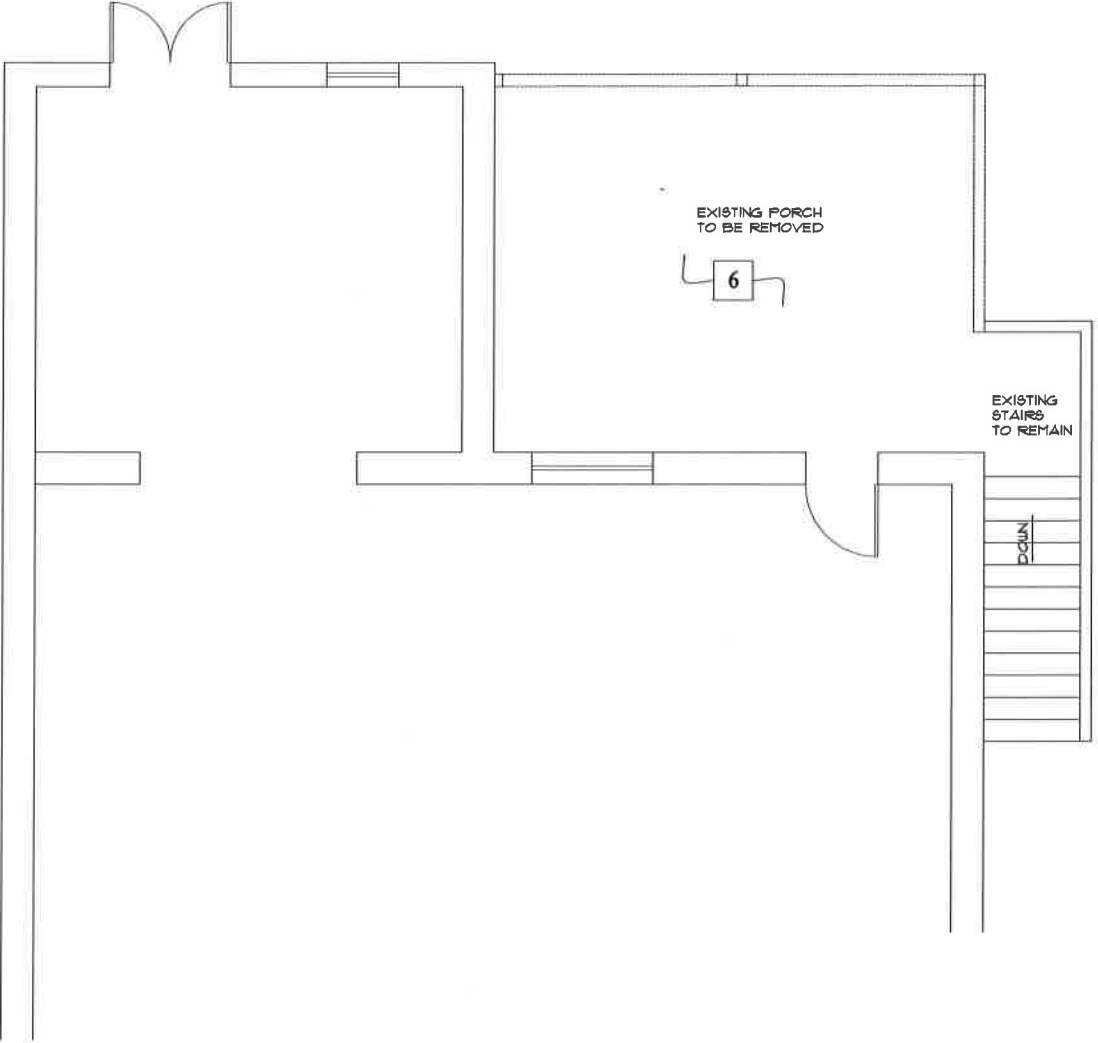 EXISTING PORCH
TO BE REMOVED
6
EXISTING
STAIRS
TO REMAIN
DOWN